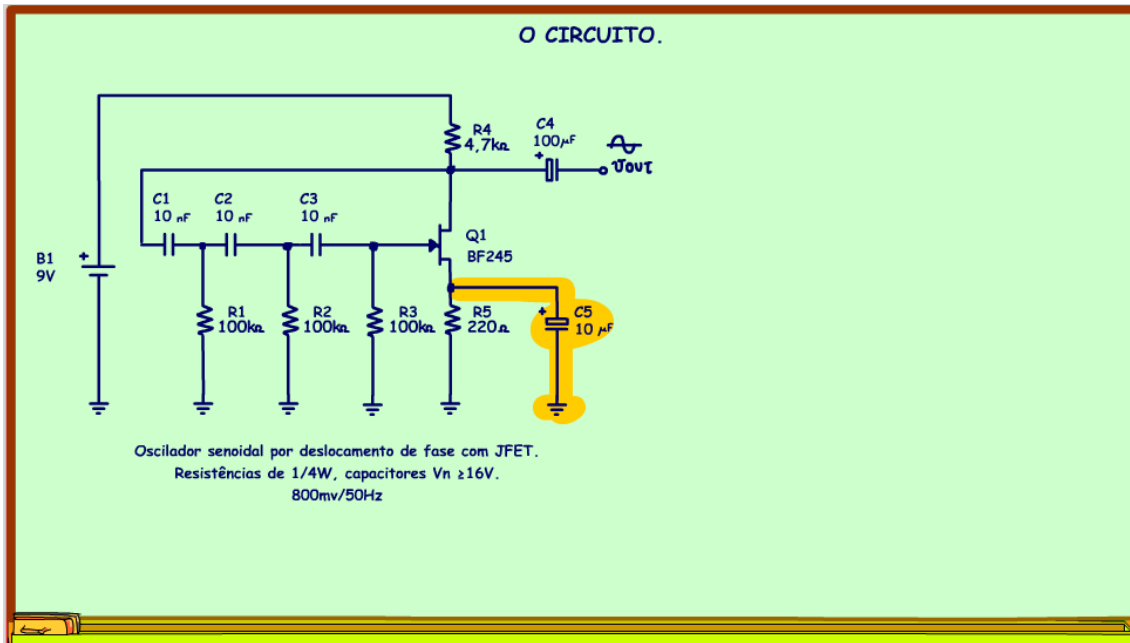 O CIRCUITO.
R4
4,7kΩ
C4
100µF
+
vout
C1
10 nF
C2
10 nF
C3
10 nF
Q1
BF245
B1
9V
+
R1
100kΩ
R2
100kΩ
R3
100kΩ
R5
220Ω
+
C5
10 µF
Oscilador senoidal por deslocamento de fase com JFET.
Resistências de 1/4W, capacitores Vn ≥16V.
800mv/50Hz